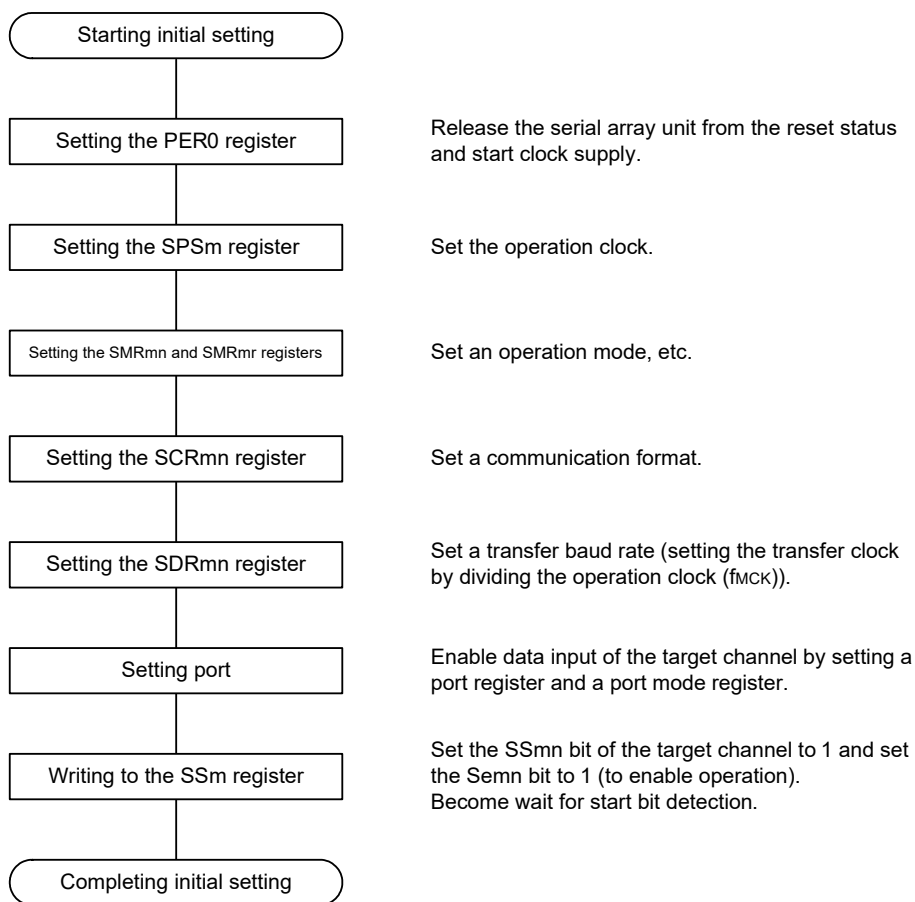 Starting initial setting
Setting the PER0 register
Release the serial array unit from the reset status
and start clock supply.
Setting the SPSm register
Set the operation clock.
Setting the SMRmn and SMRmr registers
Set an operation mode, etc.
Setting the SCRmn register
Set a communication format.
Setting the SDRmn register
Set a transfer baud rate (setting the transfer clock
by dividing the operation clock (fMCK)).
Setting port
Enable data input of the target channel by setting a
port register and a port mode register.
Writing to the SSm register
Set the SSmn bit of the target channel to 1 and set
the Semn bit to 1 (to enable operation).
Become wait for start bit detection.
Completing initial setting